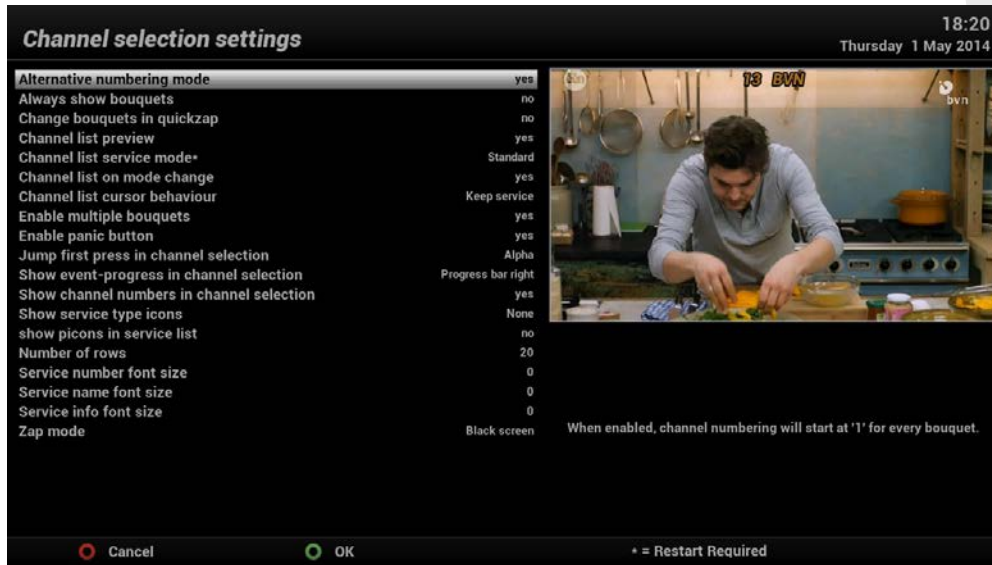 Channel selection settings
18:20
Thursday 1 May 2014
Alternative numbering mode yes
Always show bouquets no
Change bouquets in quickzap no
Channel list preview yes
Channel list service mode* Standard
Channel list on mode change yes
Channel list cursor behaviour Keep service
Enable multiple bouquets yes
Enable panic button yes
Jump first press in channel selection Alpha
Show event-progress in channel selection Progress bar right
Show channel numbers in channel selection yes
Show service type icons None
show picons in service list no
Number of rows 20
Service number font size 0
Service name font size 0
Service info font size 0
Zap mode Black screen
13 BVN
bvn
When enabled, channel numbering will start at '1' for every bouquet.
Cancel
OK
* = Restart Required